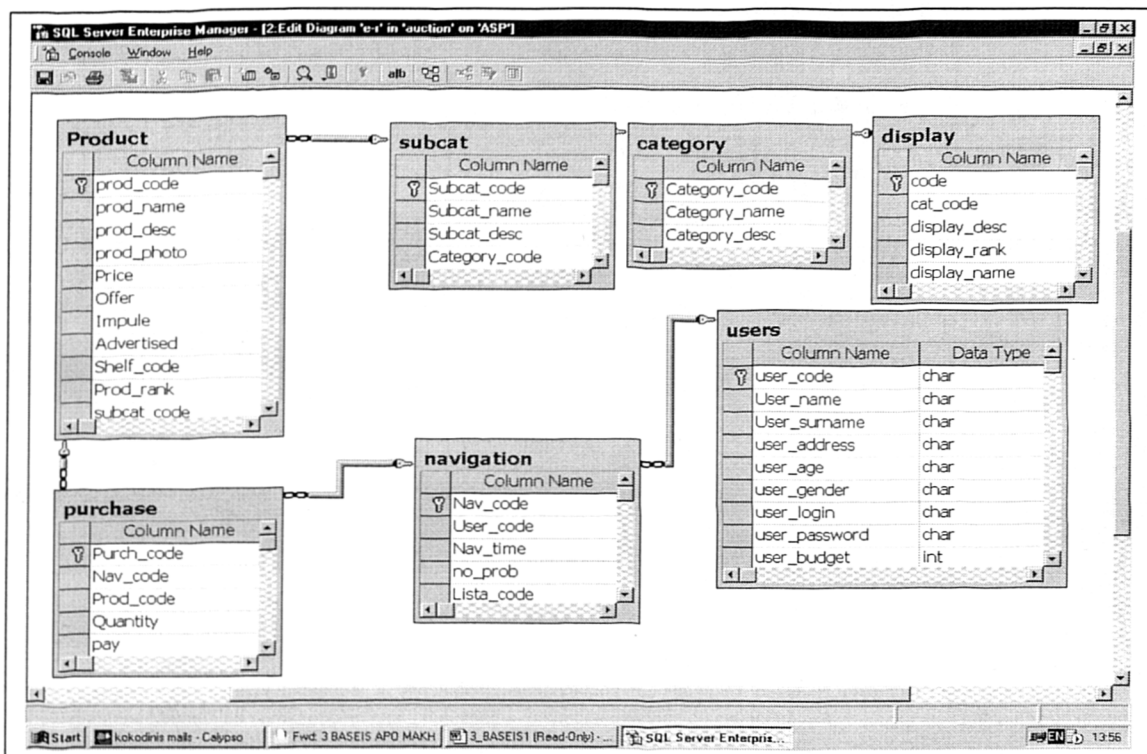 SQL Server Enterprise Manager - [2:Edit Diagram 'e-r' in 'auction' on 'ASP']
Console Window Help
alb
Product
Column Name
prod_code
prod_name
prod_desc
prod_photo
Price
Offer
Impule
Advertised
Shelf_code
Prod_rank
subcat_code
subcat
Column Name
Subcat_code
Subcat_name
Subcat_desc
Category_code
category
Column Name
Category_code
Category_name
Category_desc
display
Column Name
code
cat_code
display_desc
display_rank
display_name
users
Column Name Data Type
user_code char
User_name char
User_surname char
user_address char
user_age char
user_gender char
user_login char
user_password char
user_budget int
navigation
Column Name
Nav_code
User_code
Nav_time
no_prob
Lista_code
purchase
Column Name
Purch_code
Nav_code
Prod_code
Quantity
pay
Start kokodinis mails - Calypso Fwd: 3 BASEIS APO MAKH 3_BASEIS1 (Read-Only) - ... SQL Server Enterpris... EN 13:56